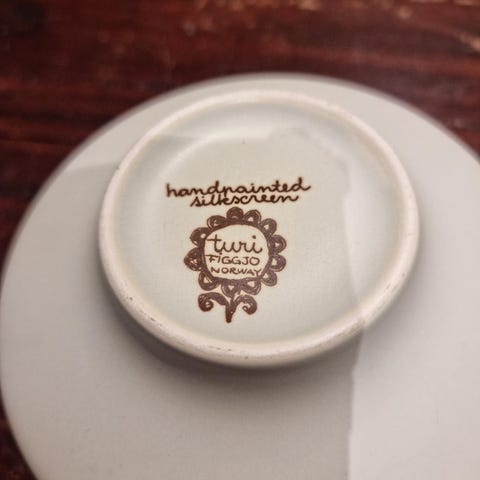 handpainted
silkscreen
turi
FIGGJO
NORWAY